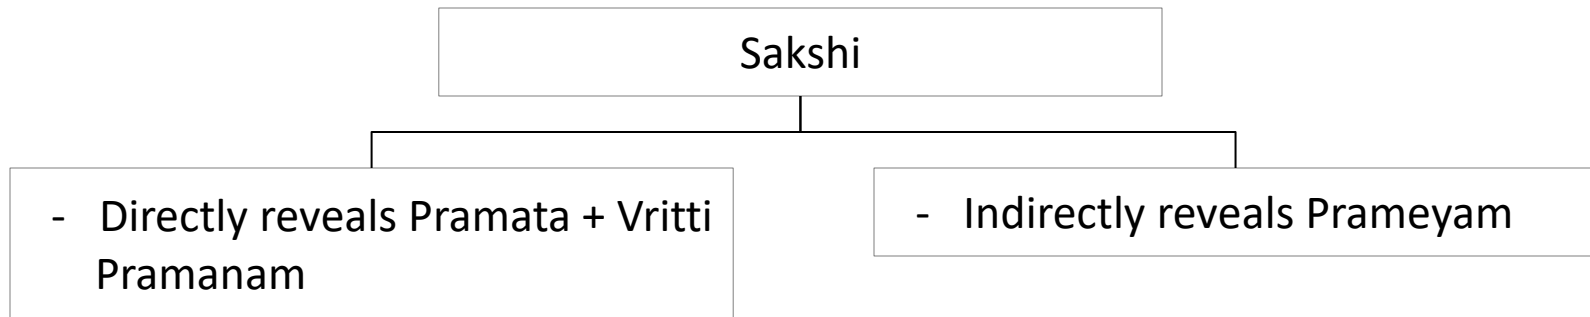 Sakshi
- Directly reveals Pramata + Vritti
Pramanam
- Indirectly reveals Prameyam